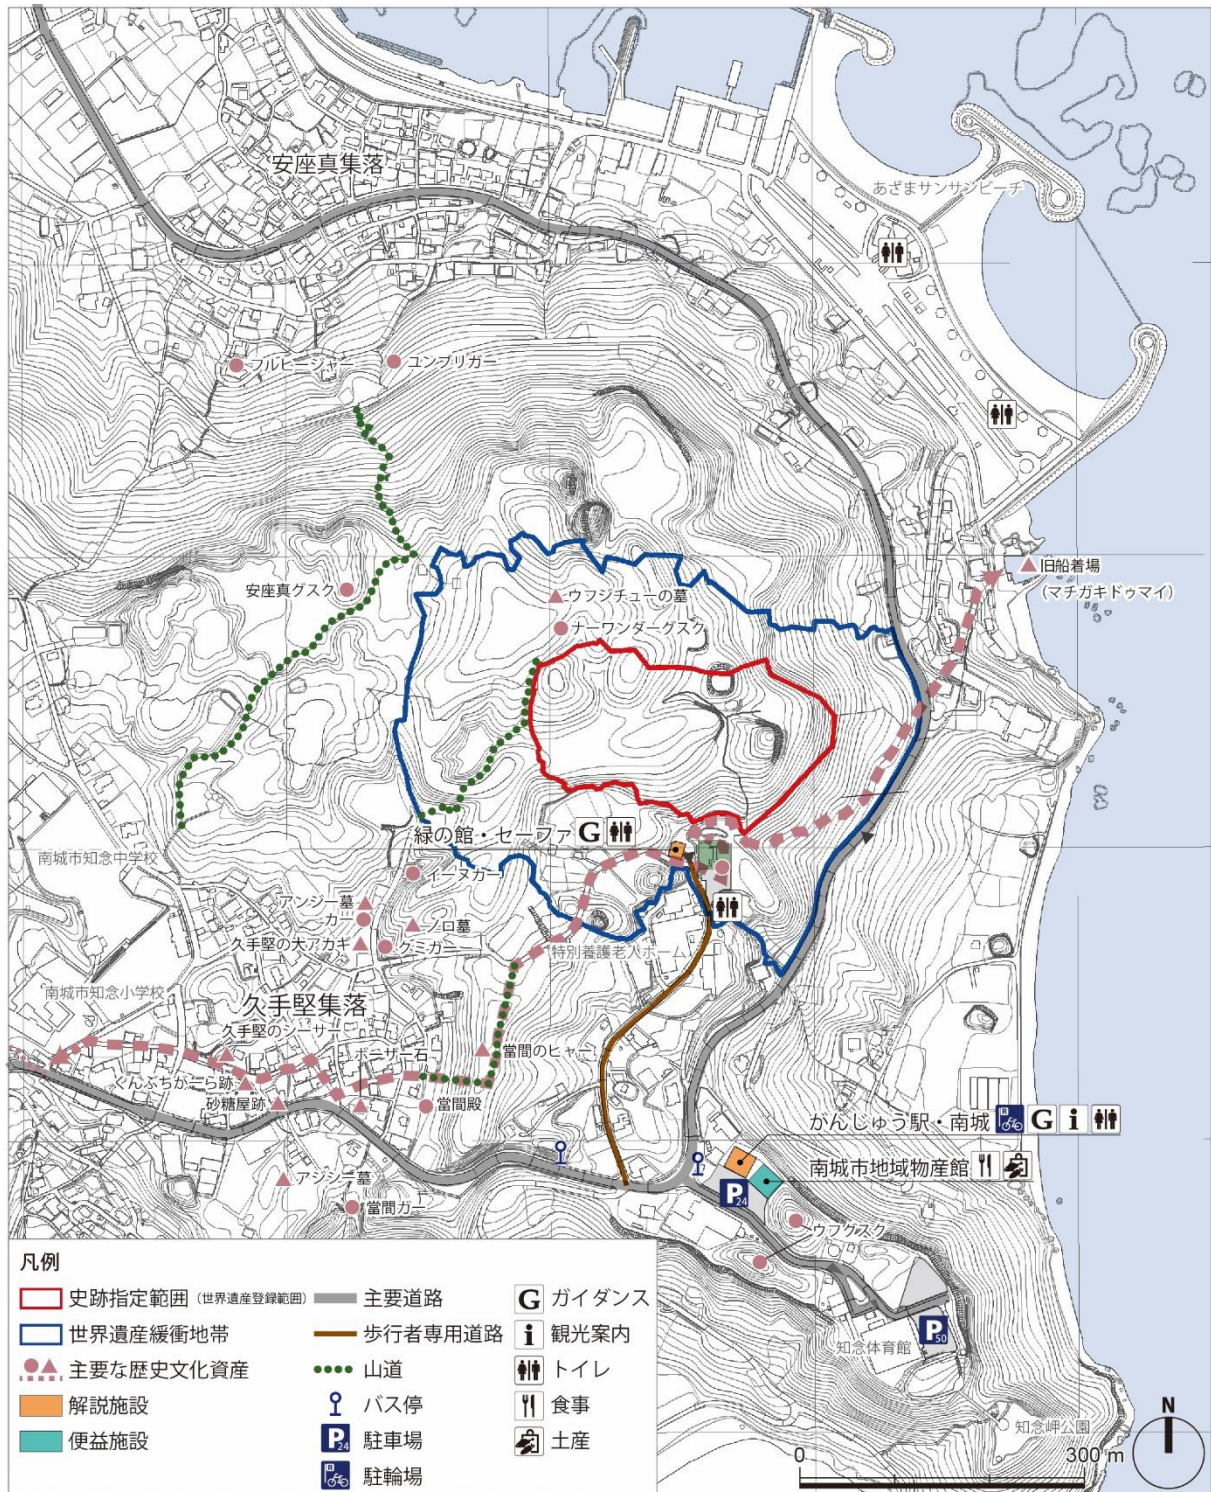 安座真集落
あざまサンサンビーチ
フルヒージャー
ユンブリガー
安座真グスク
ウフジチューの墓
ナーワンダーグスク
旧船着場
(マチガキドゥマイ)
緑の館・セーファ G
南城市知念中学校
イーヌカー
アンジー墓
カー
ノロ墓
久手堅の大アカギ
クミガー
特別養護老人ホーム
南城市知念小学校
久手堅集落
久手堅のシーサー
ボージャー石
當間のヒャー
くんぶちがーら跡
砂糖屋跡
當間殿
がんじゅう駅・南城 R G i
南城市地域物産館
P24
アジシー墓
當間ガー
ウフグスク
P50
知念体育館
知念岬公園
凡例
史跡指定範囲(世界遺産登録範囲)
世界遺産緩衝地帯
主要な歴史文化資産
解説施設
便益施設
主要道路
歩行者専用道路
山道
バス停
P24 駐車場
R 駐輪場
G ガイダンス
i 観光案内
トイレ
食事
土産
N
0 300 m